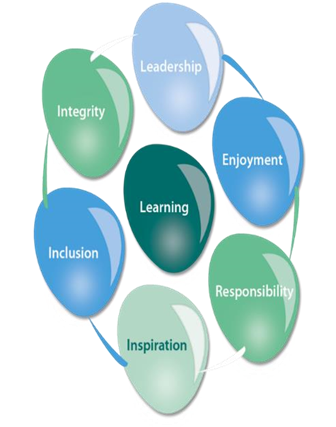 Leadership
Integrity
Enjoyment
Learning
Inclusion
Responsibility
Inspiration